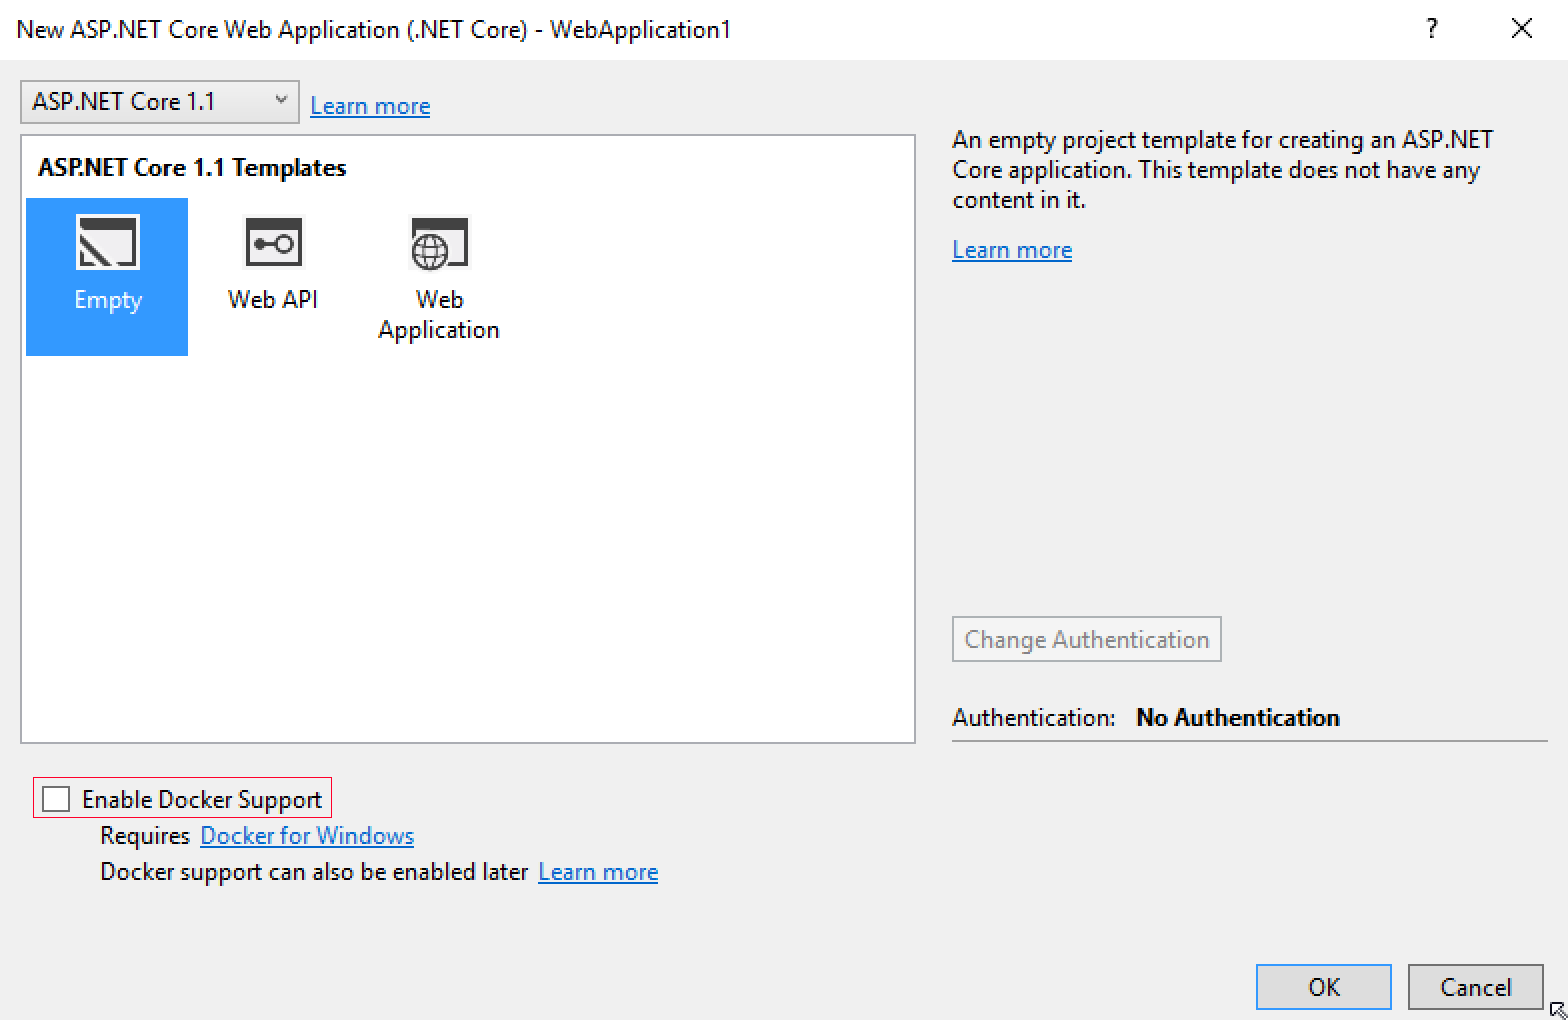 New ASP.NET Core Web Application (.NET Core) - WebApplication1
?
ASP.NET Core 1.1
Learn more
ASP.NET Core 1.1 Templates
Empty
Web API
Web
Application
An empty project template for creating an ASP.NET
Core application. This template does not have any
content in it.
Learn more
Change Authentication
Authentication: No Authentication
Enable Docker Support
Requires Docker for Windows
Docker support can also be enabled later Learn more
OK
Cancel